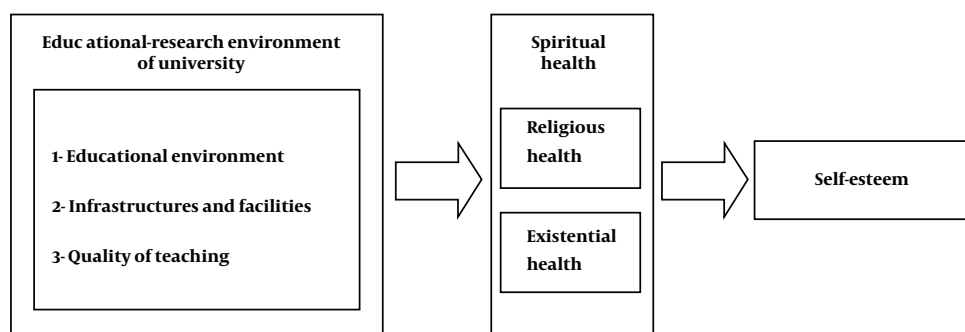 Educ ational-research environment
of university
1- Educational environment
2- Infrastructures and facilities
3- Quality of teaching
Spiritual
health
Religious
health
Existential
health
Self-esteem